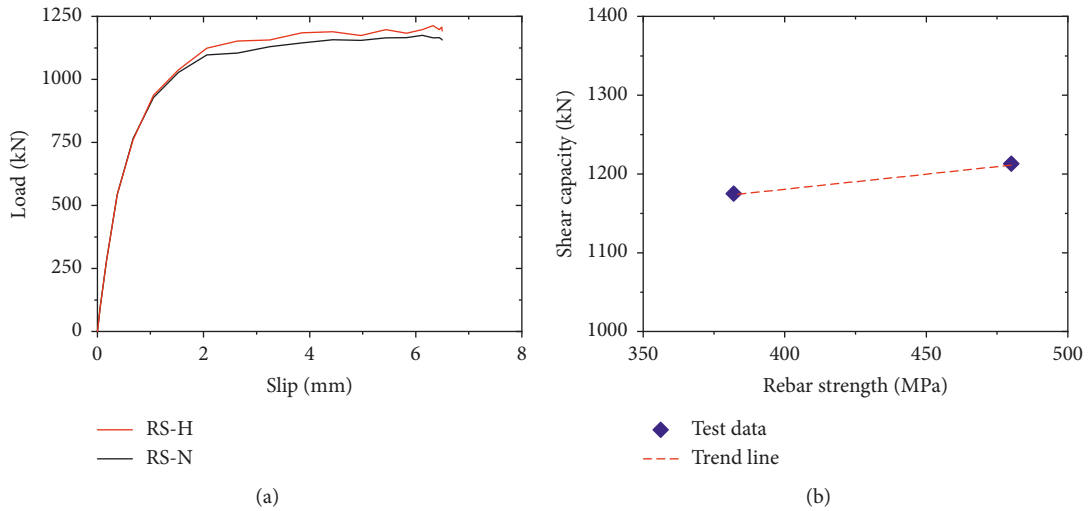 1250
1000
750
500
250
0
Load (kN)
0
2
4
6
8
Slip (mm)
RS-H
RS-N
(a)
1400
1300
1200
1100
1000
Shear capacity (kN)
350
400
450
500
Rebar strength (MPa)
Test data
Trend line
(b)